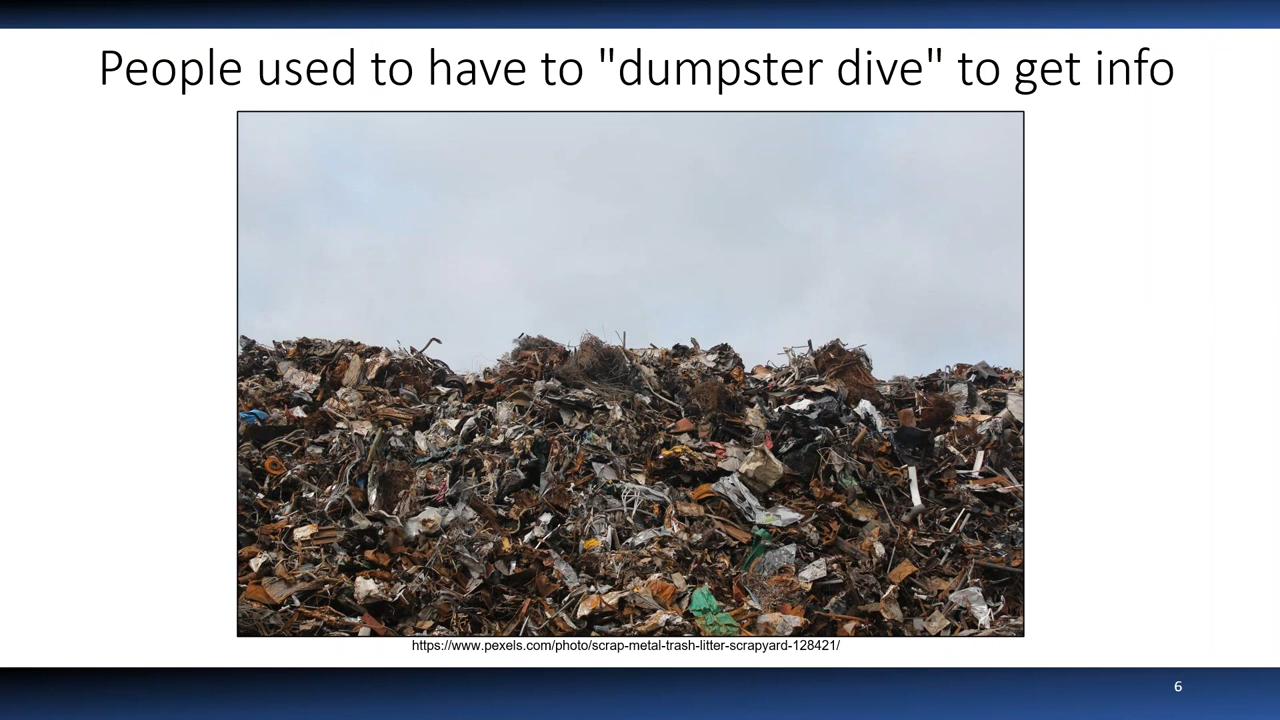 People used to have to "dumpster dive" to get info
https://www.pexels.com/photo/scrap-metal-trash-litter-scrapyard-128421/
6